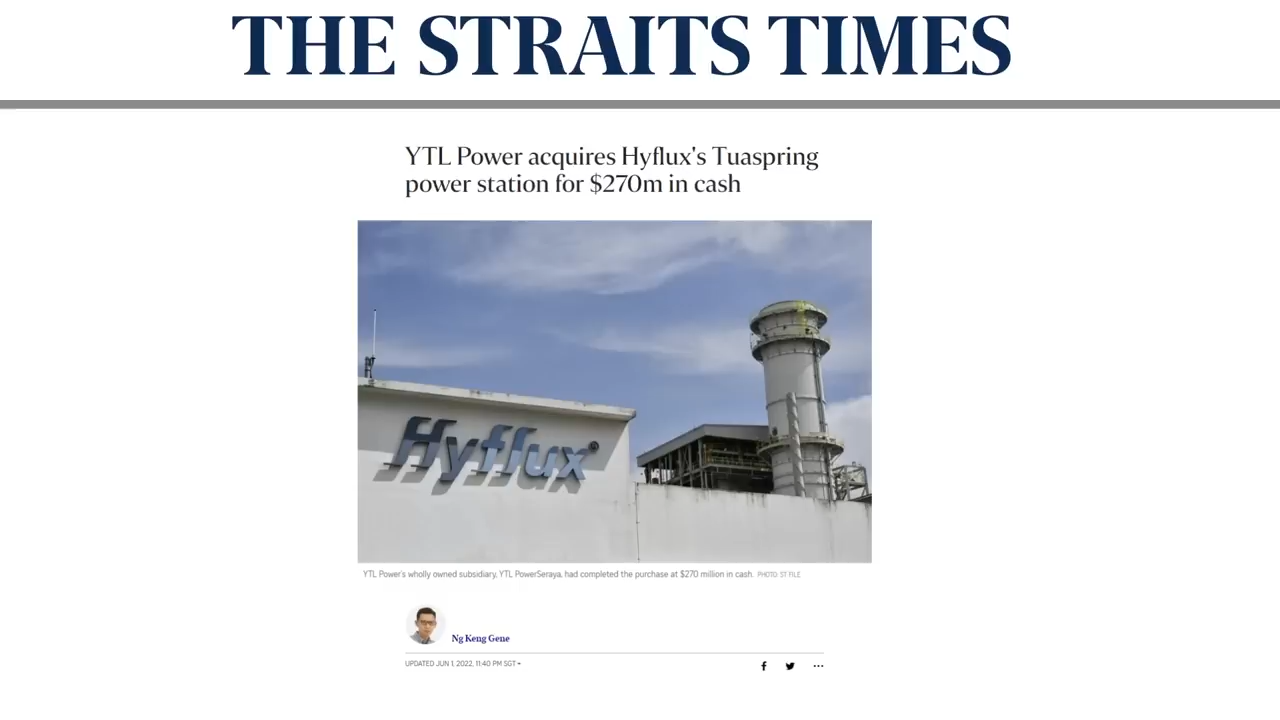 THE STRAITS TIMES
YTL Power acquires Hyflux's Tuaspring
power station for $270m in cash
Hyflux®
YTL Power's wholly owned subsidiary, YTL PowerSeraya, had completed the purchase at $270 million in cash. PHOTO: ST FILE
Ng Keng Gene
UPDATED JUN 1, 2022, 11:40 PM SGT